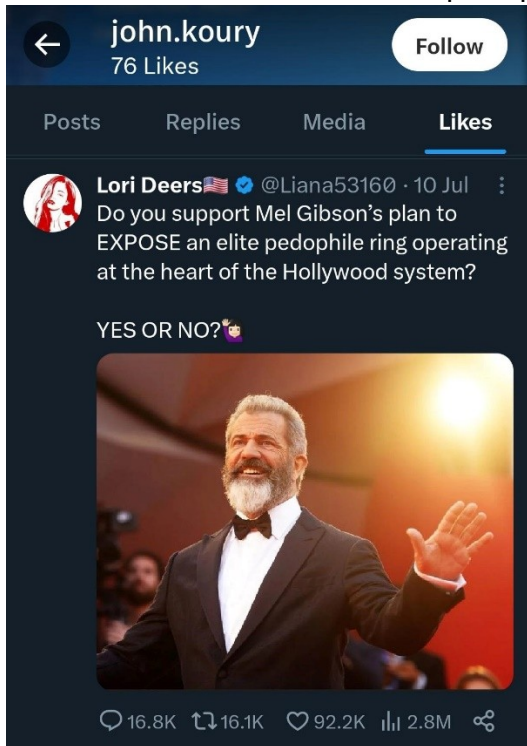 john.koury
76 Likes
Follow
Posts Replies Media Likes
Lori Deers🇺🇸 @Liana53160 · 10 Jul
Do you support Mel Gibson’s plan to
EXPOSE an elite pedophile ring operating
at the heart of the Hollywood system?
YES OR NO?🙋🏻‍♀️
16.8K 16.1K 92.2K 2.8M